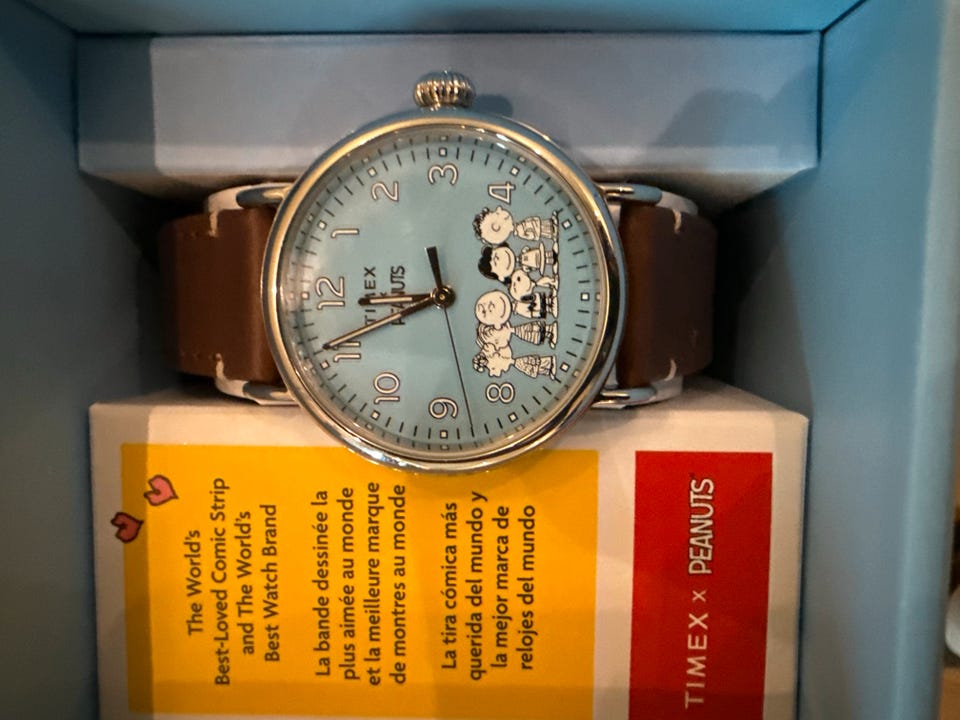 12
1
2
3
4
8
9
10
11
TIMEX
PEANUTS
The World's
Best-Loved Comic Strip
and The World's
Best Watch Brand
La bande dessinée la
plus aimée au monde
et la meilleure marque
de montres au monde
La tira cómica más
querida del mundo y
la mejor marca de
relojes del mundo
TIMEX x PEANUTS